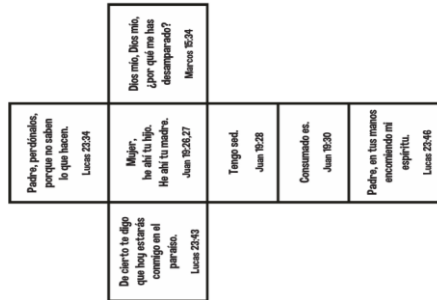 Padre, perdónalos,
porque no saben
lo que hacen.
Lucas 23:34
De cierto te digo
que hoy estarás
conmigo en el
paraíso.
Lucas 23:43
Mujer,
he ahí tu hijo.
He ahí tu madre.
Juan 19:26,27
Dios mío, Dios mío,
¿por qué me has
desamparado?
Marcos 15:34
Tengo sed.
Juan 19:28
Consumado es.
Juan 19:30
Padre, en tus manos
encomiendo mi
espíritu.
Lucas 23:46